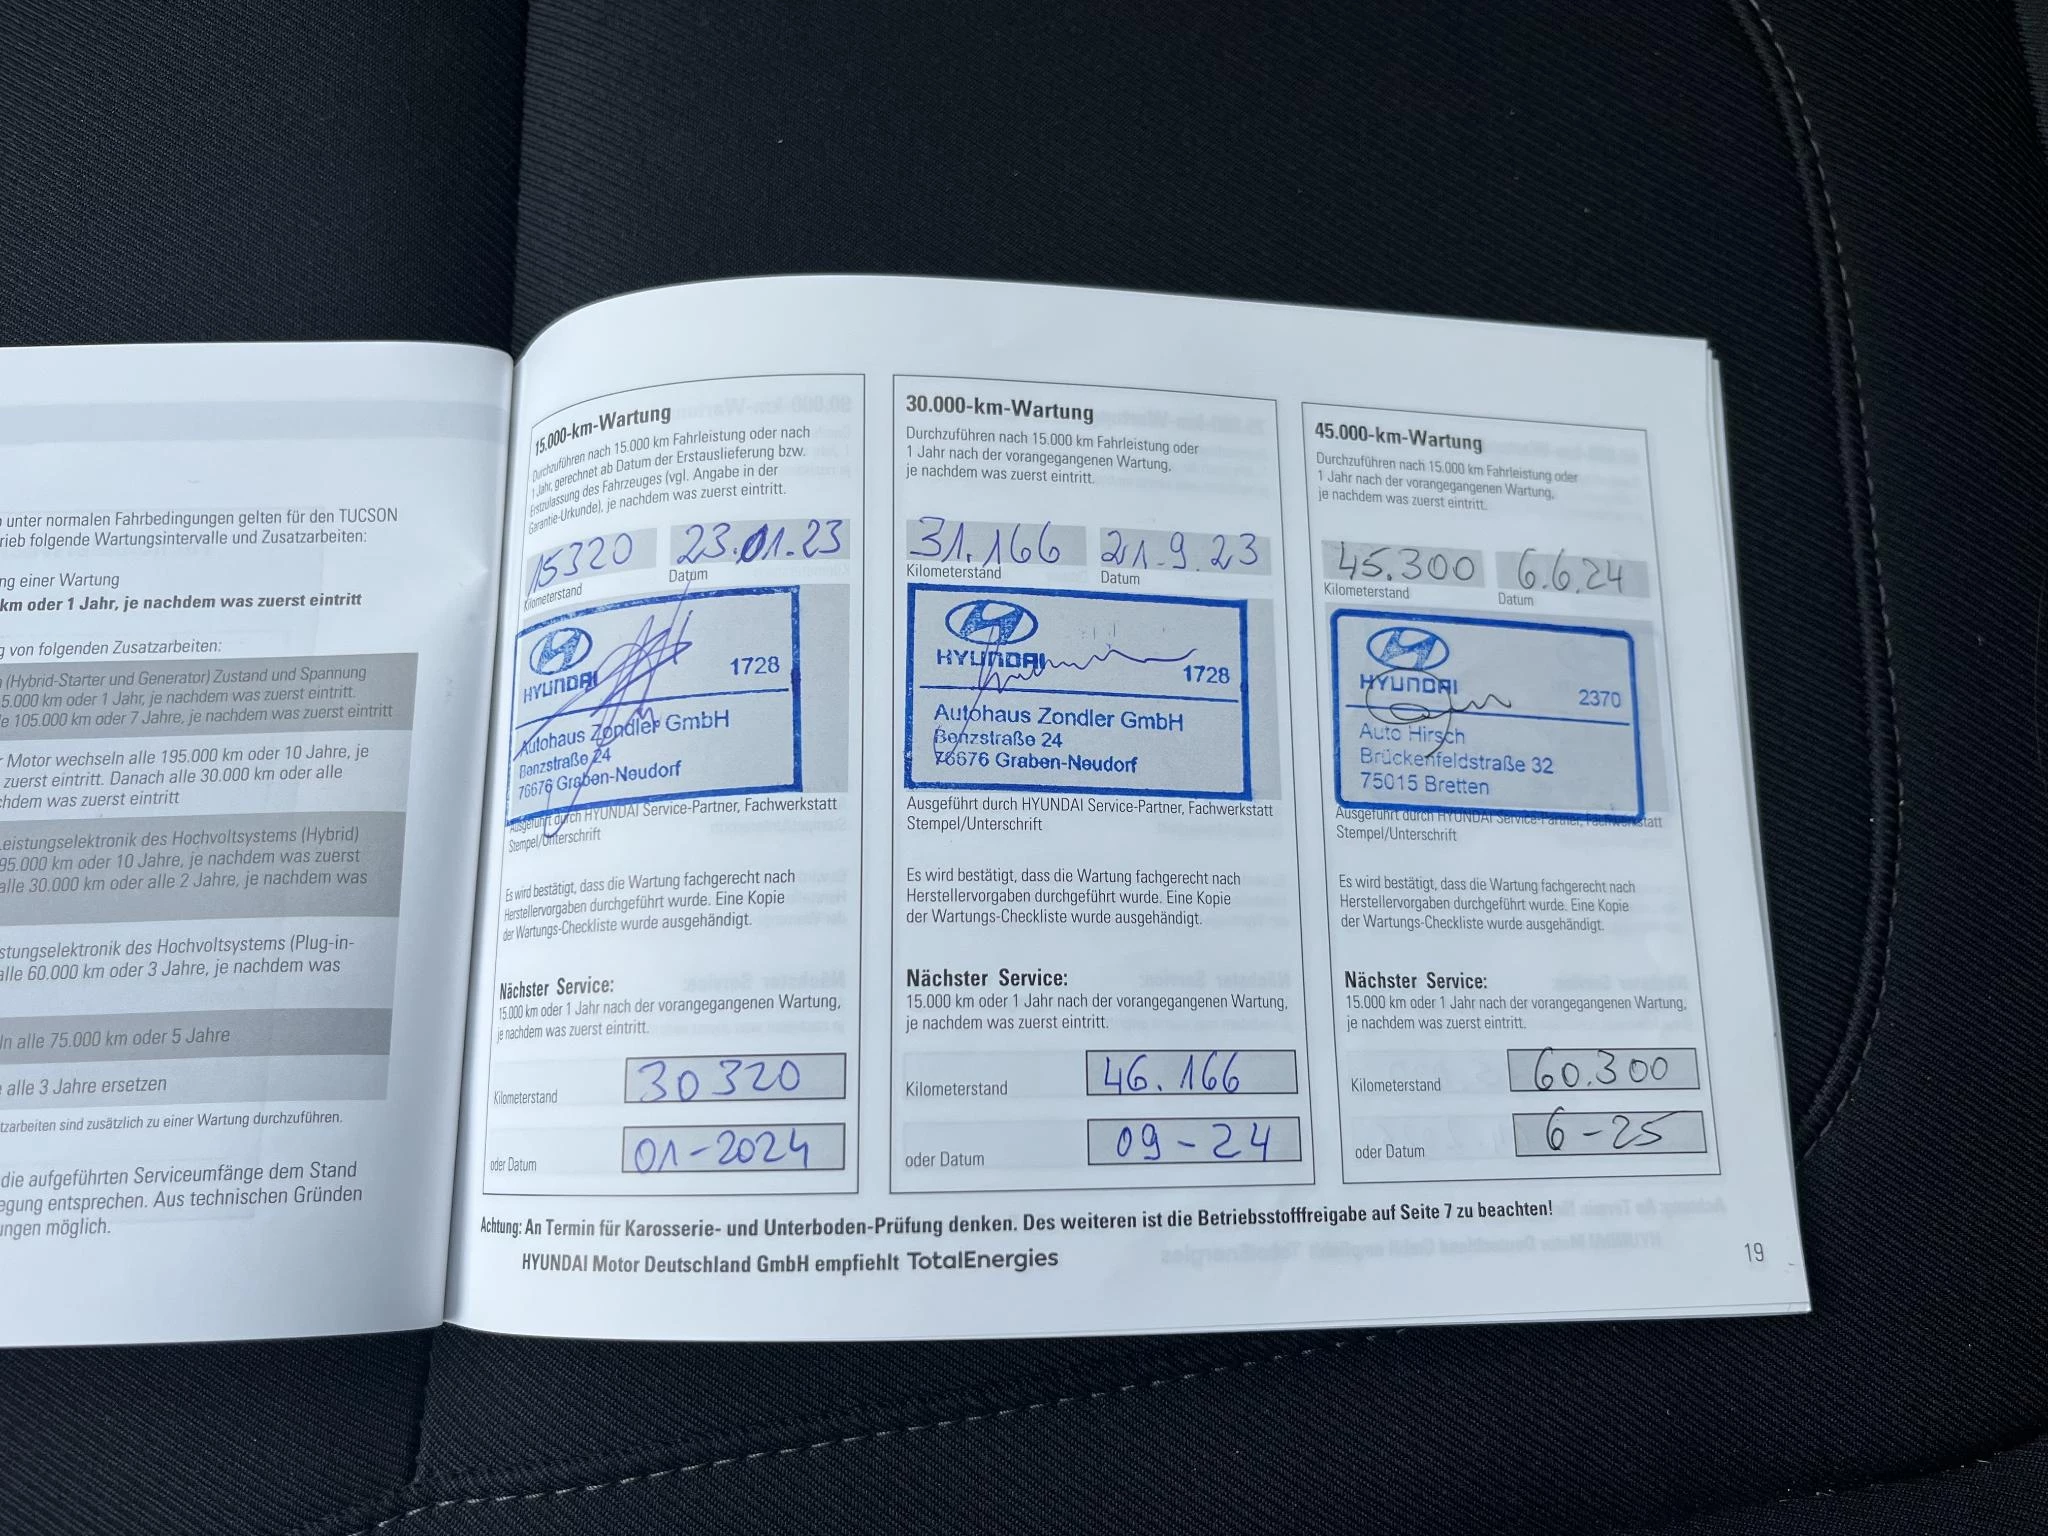 unter normalen Fahrbedingungen gelten für den TUCSON
folgende Wartungsintervalle und Zusatzarbeiten:
einer Wartung
km oder 1 Jahr, je nachdem was zuerst eintritt
von folgenden Zusatzarbeiten:
(Hybrid-Starter und Generator) Zustand und Spannung
5.000 km oder 1 Jahr, je nachdem was zuerst eintritt.
105.000 km oder 7 Jahre, je nachdem was zuerst eintritt
Motor wechseln alle 195.000 km oder 10 Jahre, je
zuerst eintritt. Danach alle 30.000 km oder alle
was zuerst eintritt
Leistungselektronik des Hochvoltsystems (Hybrid)
95.000 km oder 10 Jahre, je nachdem was zuerst
alle 30.000 km oder alle 2 Jahre, je nachdem was
stungselektronik des Hochvoltsystems (Plug-in-
alle 60.000 km oder 3 Jahre, je nachdem was
ln alle 75.000 km oder 5 Jahre
alle 3 Jahre ersetzen
tzarbeiten sind zusätzlich zu einer Wartung durchzuführen.
die aufgeführten Serviceumfänge dem Stand
egung entsprechen. Aus technischen Gründen
ungen möglich.
15.000-km-Wartung
Durchzuführen nach 15.000 km Fahrleistung oder nach
1 Jahr, gerechnet ab Datum der Erstauslieferung bzw.
Erstzulassung des Fahrzeuges (vgl. Angabe in der
Garantie-Urkunde), je nachdem was zuerst eintritt.
15320 23.01.23
Kilometerstand Datum
HYUNDAI 1728
Autohaus Zondler GmbH
Benzstraße 24
76676 Graben-Neudorf
Ausgeführt durch HYUNDAI Service-Partner, Fachwerkstatt
Stempel/Unterschrift
Es wird bestätigt, dass die Wartung fachgerecht nach
Herstellervorgaben durchgeführt wurde. Eine Kopie
der Wartungs-Checkliste wurde ausgehändigt.
Nächster Service:
15.000 km oder 1 Jahr nach der vorangegangenen Wartung,
je nachdem was zuerst eintritt.
Kilometerstand 30320
oder Datum 01-2024
30.000-km-Wartung
Durchzuführen nach 15.000 km Fahrleistung oder
1 Jahr nach der vorangegangenen Wartung,
je nachdem was zuerst eintritt.
31.166 21.9.23
Kilometerstand Datum
HYUNDAI 1728
Autohaus Zondler GmbH
Benzstraße 24
76676 Graben-Neudorf
Ausgeführt durch HYUNDAI Service-Partner, Fachwerkstatt
Stempel/Unterschrift
Es wird bestätigt, dass die Wartung fachgerecht nach
Herstellervorgaben durchgeführt wurde. Eine Kopie
der Wartungs-Checkliste wurde ausgehändigt.
Nächster Service:
15.000 km oder 1 Jahr nach der vorangegangenen Wartung,
je nachdem was zuerst eintritt.
Kilometerstand 46.166
oder Datum 09-24
45.000-km-Wartung
Durchzuführen nach 15.000 km Fahrleistung oder
1 Jahr nach der vorangegangenen Wartung,
je nachdem was zuerst eintritt.
45.300 6.6.24
Kilometerstand Datum
HYUNDAI 2370
Auto Hirsch
Brückenfeldstraße 32
75015 Bretten
Ausgeführt durch HYUNDAI Service-Partner, Fachwerkstatt
Stempel/Unterschrift
Es wird bestätigt, dass die Wartung fachgerecht nach
Herstellervorgaben durchgeführt wurde. Eine Kopie
der Wartungs-Checkliste wurde ausgehändigt.
Nächster Service:
15.000 km oder 1 Jahr nach der vorangegangenen Wartung,
je nachdem was zuerst eintritt.
Kilometerstand 60.300
oder Datum 6-25
Achtung: An Termin für Karosserie- und Unterboden-Prüfung denken. Des weiteren ist die Betriebsstofffreigabe auf Seite 7 zu beachten!
HYUNDAI Motor Deutschland GmbH empfiehlt TotalEnergies
19